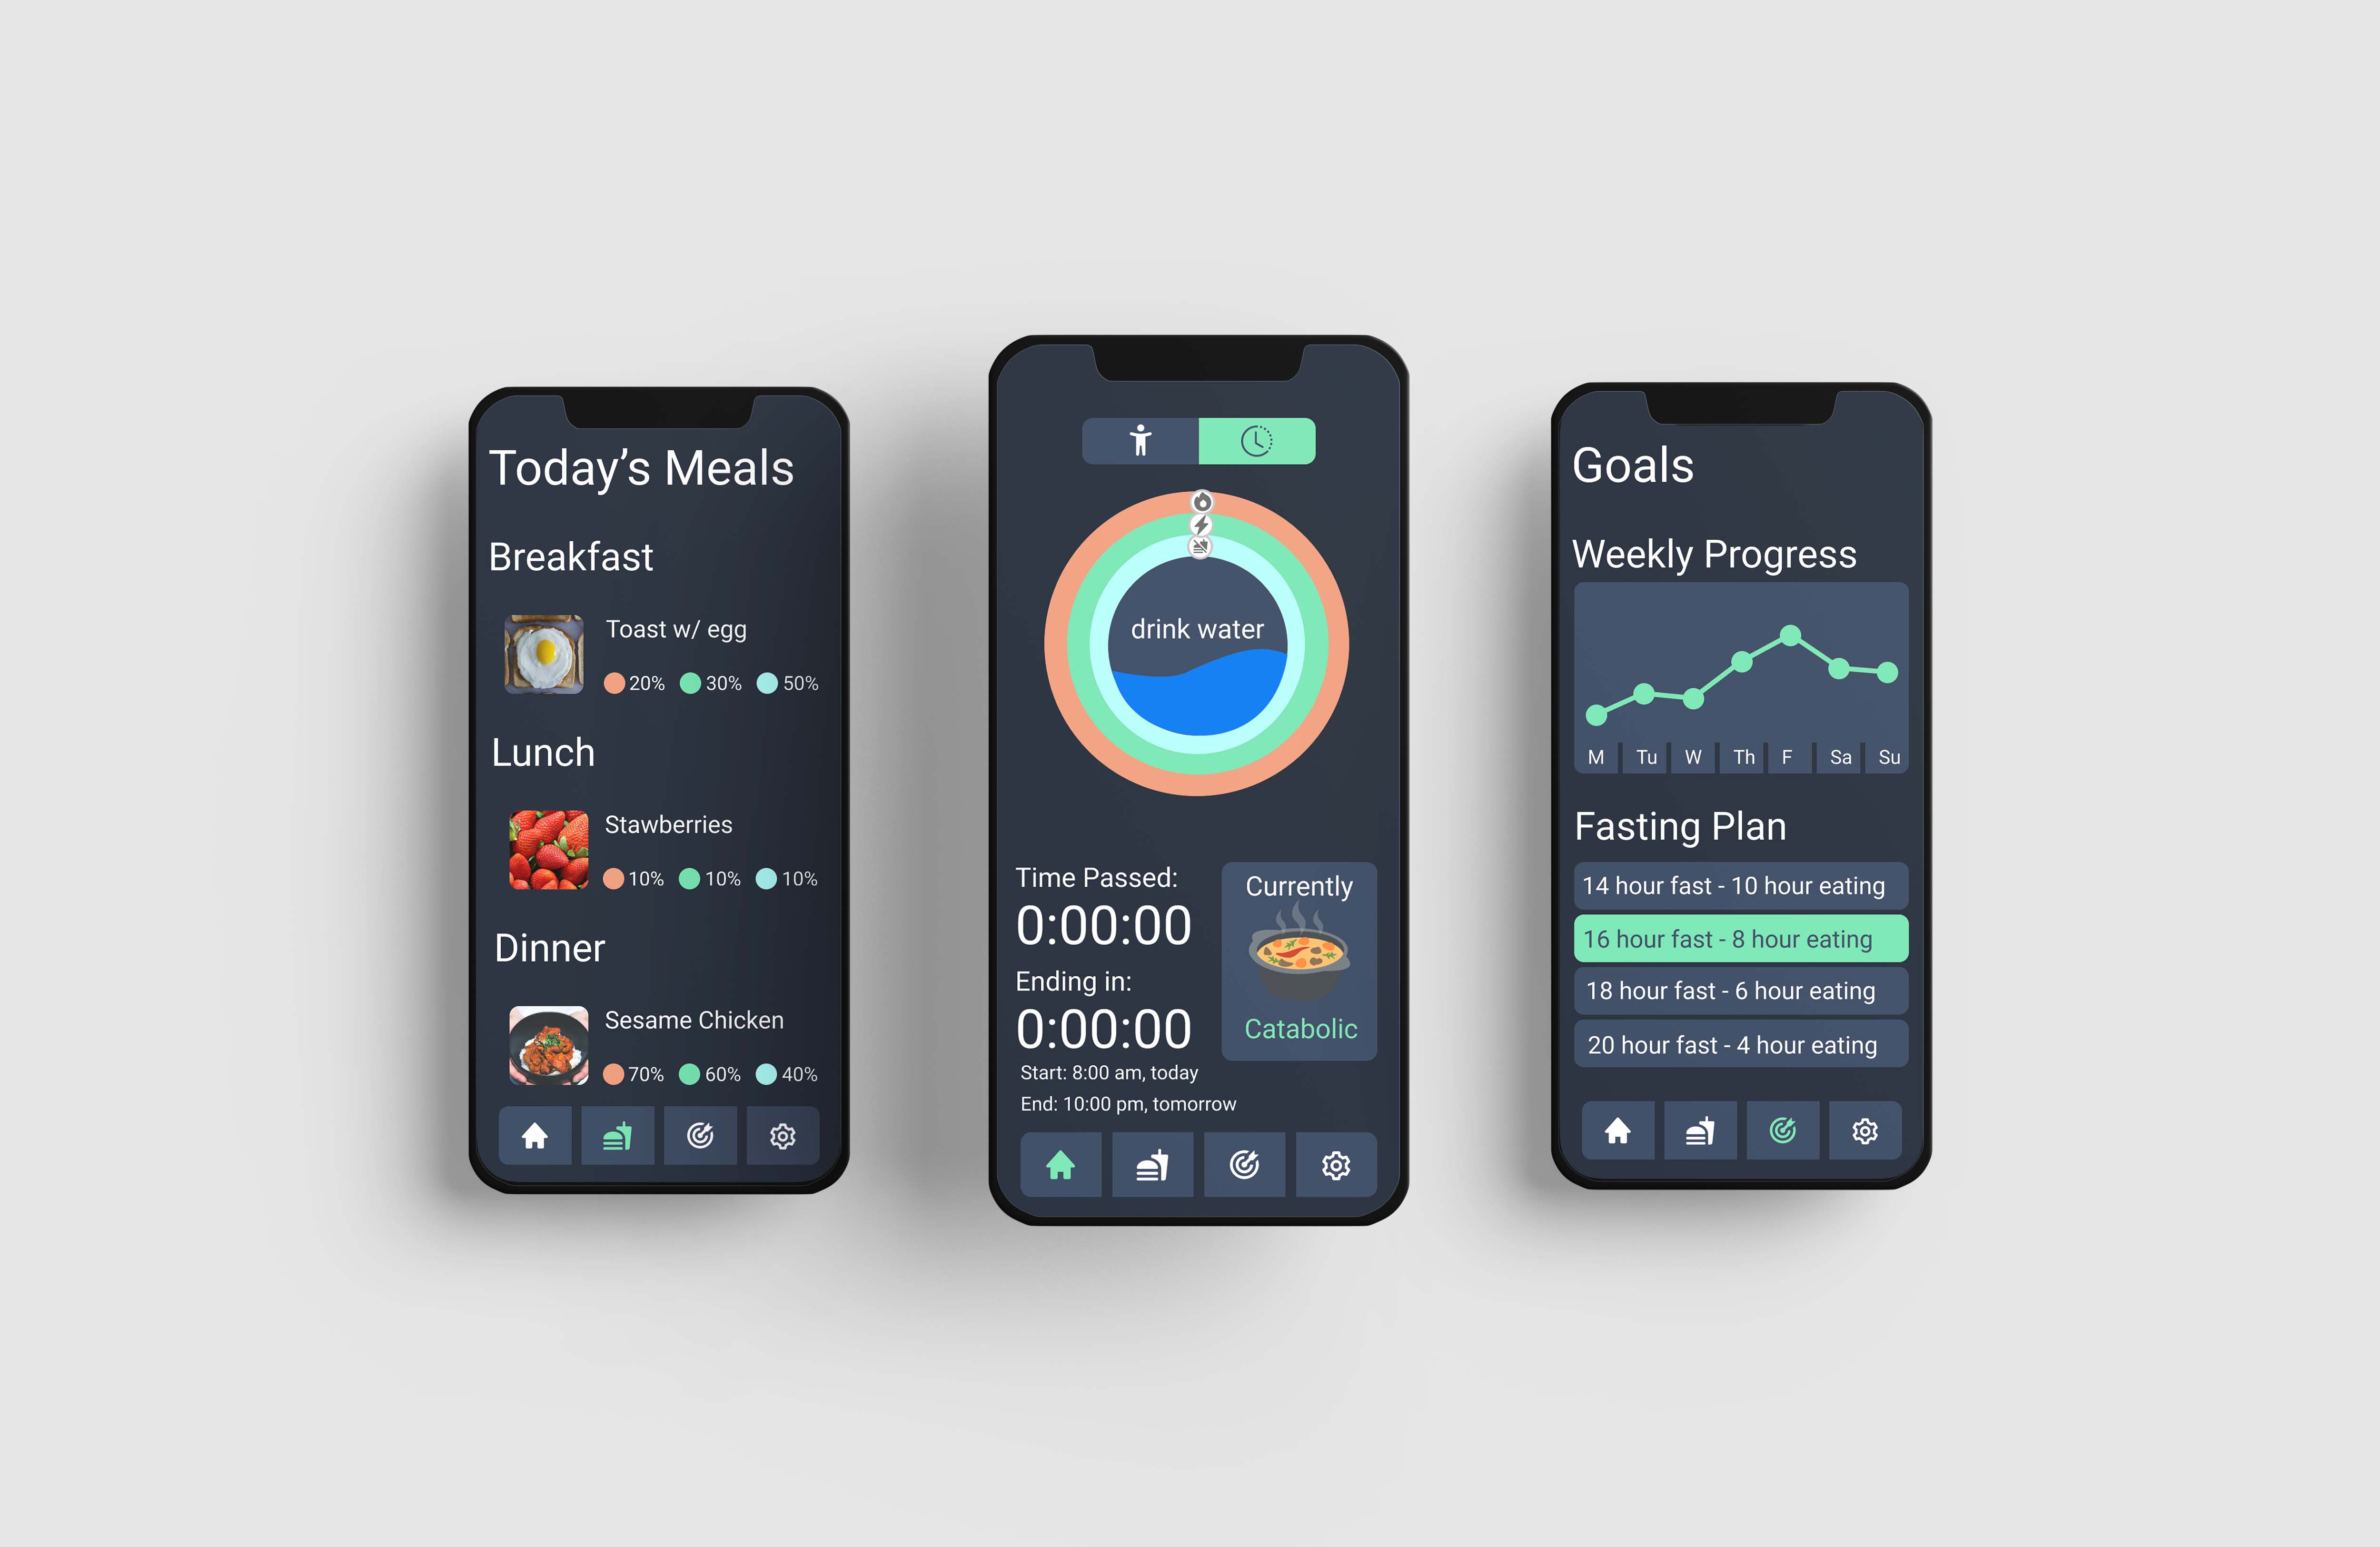 Today’s Meals
Breakfast
Toast w/ egg
20% 30% 50%
Lunch
Stawberries
10% 10% 10%
Dinner
Sesame Chicken
70% 60% 40%
drink water
Time Passed:
0:00:00
Ending in:
0:00:00
Start: 8:00 am, today
End: 10:00 pm, tomorrow
Currently
Catabolic
Goals
Weekly Progress
M Tu W Th F Sa Su
Fasting Plan
14 hour fast - 10 hour eating
16 hour fast - 8 hour eating
18 hour fast - 6 hour eating
20 hour fast - 4 hour eating